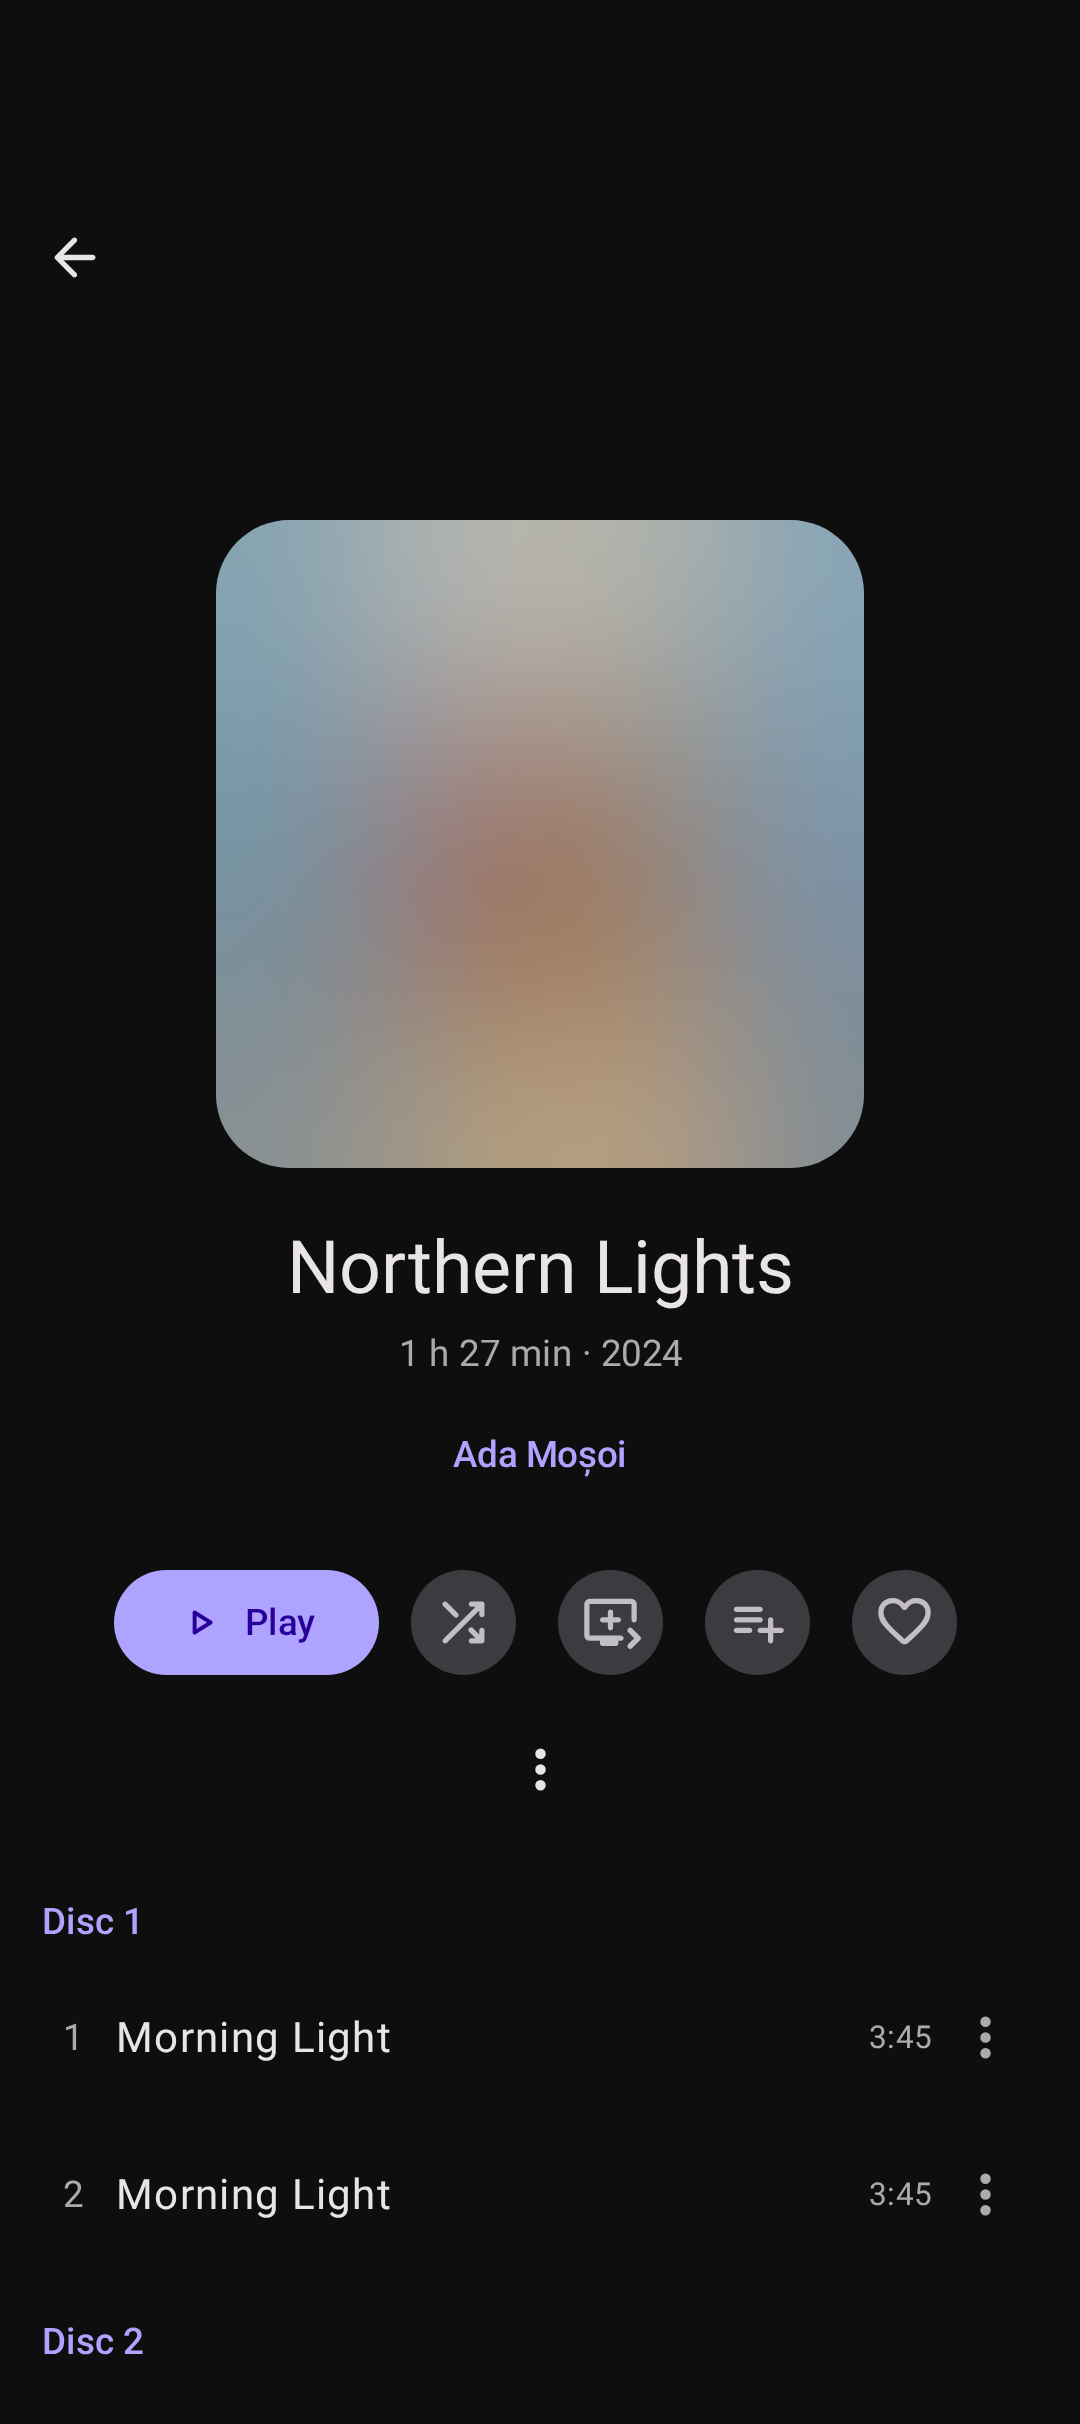 Northern Lights
1 h 27 min · 2024
Ada Moșoi
Play
Disc 1
1 Morning Light 3:45
2 Morning Light 3:45
Disc 2